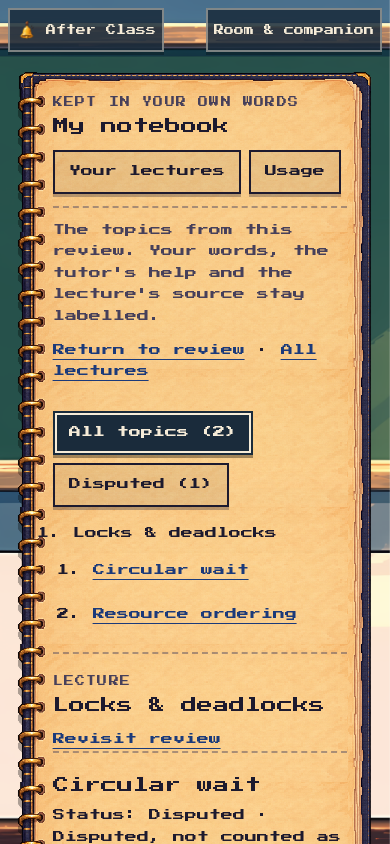 After Class
Room & companion
KEPT IN YOUR OWN WORDS
My notebook
Your lectures
Usage
The topics from this
review. Your words, the
tutor's help and the
lecture's source stay
labelled.
Return to review · All
lectures
All topics (2)
Disputed (1)
1. Locks & deadlocks
1. Circular wait
2. Resource ordering
LECTURE
Locks & deadlocks
Revisit review
Circular wait
Status: Disputed ·
Disputed, not counted as